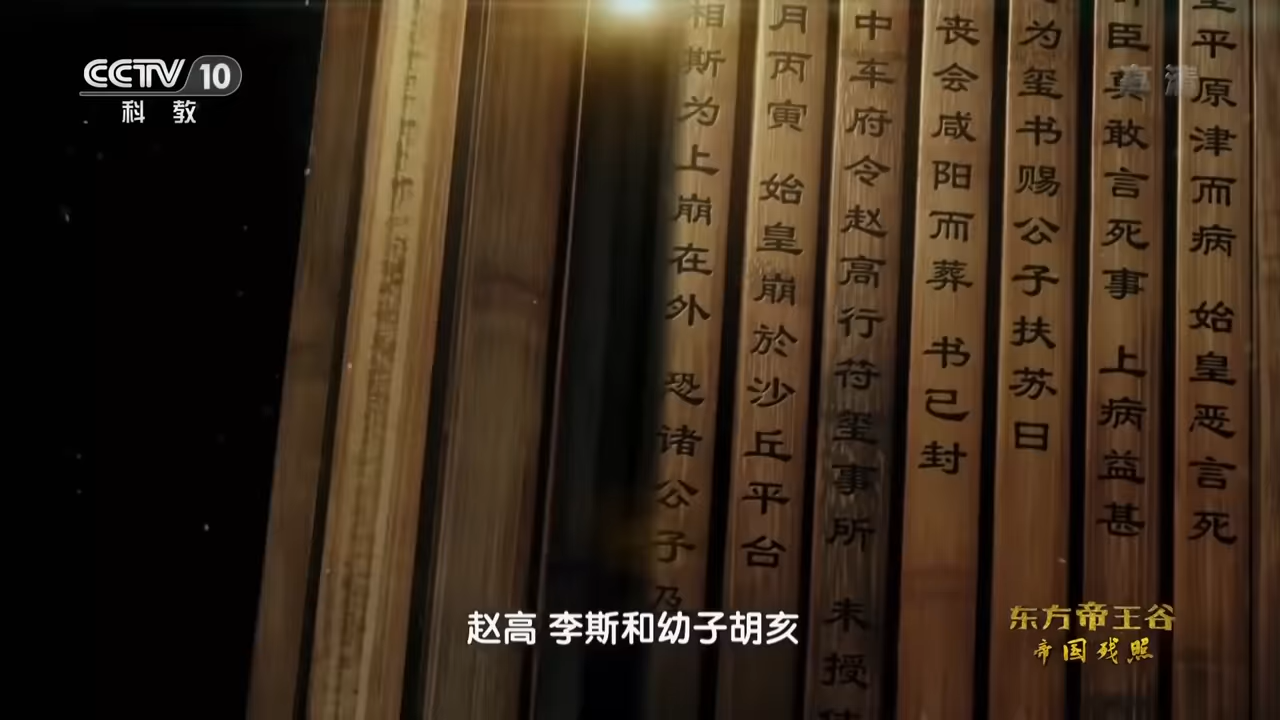 CCTV 10
科教
高清
平原津而病 始皇恶言死
臣莫敢言死事 上病益甚
为玺书赐公子扶苏曰
丧会咸阳而葬 书已封
中车府令赵高行符玺事所 未授
月丙寅 始皇崩於沙丘平台
相斯为上崩在外 恐诸公子及
赵高 李斯和幼子胡亥
东方帝王谷
帝国残照